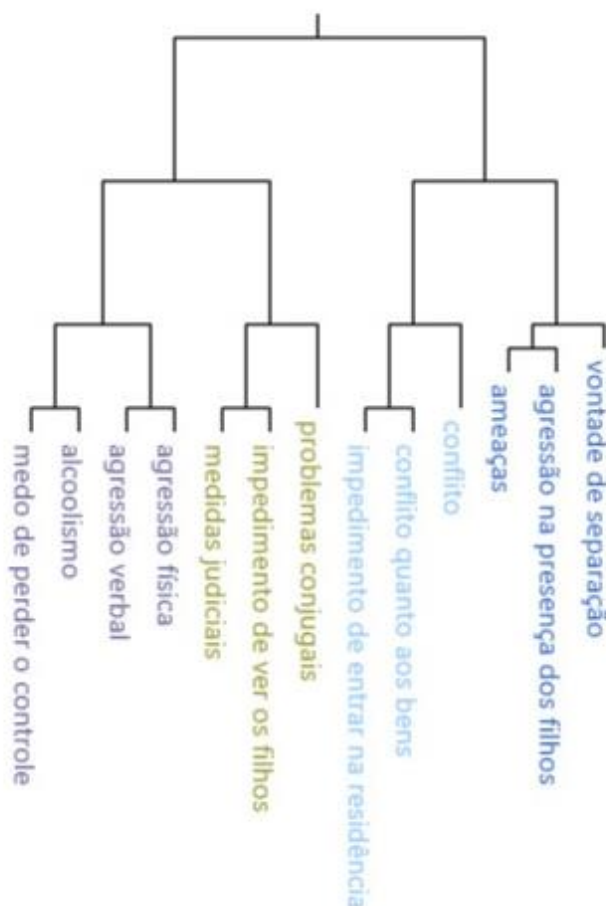 vontade de separação
agressão na presença dos filhos
ameaças
conflito
conflito quanto aos bens
impedimento de entrar na residência
problemas conjugais
impedimento de ver os filhos
medidas judiciais
agressão física
agressão verbal
alcoolismo
medo de perder o controle